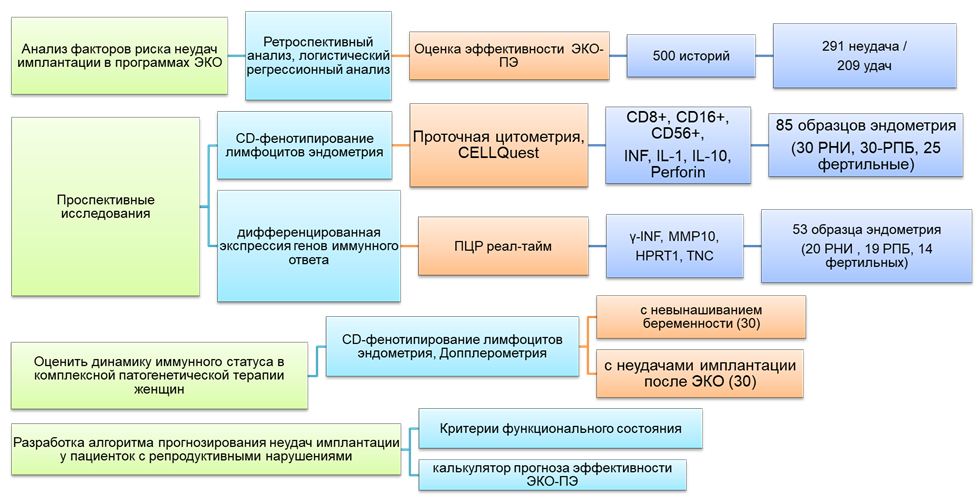 Анализ факторов риска неудач
имплантации в программах ЭКО
Ретроспективный
анализ, логистический
регрессионный анализ
Оценка эффективности ЭКО-
ПЭ
500 историй
291 неудача /
209 удач
Проспективные
исследования
CD-фенотипирование
лимфоцитов эндометрия
Проточная цитометрия,
CELLQuest
CD8+, CD16+,
CD56+,
INF, IL-1, IL-10,
Perforin
85 образцов эндометрия
(30 РНИ, 30-РПБ, 25
фертильные)
дифференцированная
экспрессия генов иммунного
ответа
ПЦР реал-тайм
γ-INF, MMP10,
HPRT1, TNC
53 образца эндометрия
(20 РНИ , 19 РПБ, 14
фертильных)
Оценить динамику иммунного статуса в
комплексной патогенетической терапии
женщин
CD-фенотипирование лимфоцитов
эндометрия, Допплерометрия
с невынашиванием
беременности (30)
с неудачами имплантации
после ЭКО (30)
Разработка алгоритма прогнозирования неудач имплантации
у пациенток с репродуктивными нарушениями
Критерии функционального состояния
калькулятор прогноза эффективности
ЭКО-ПЭ